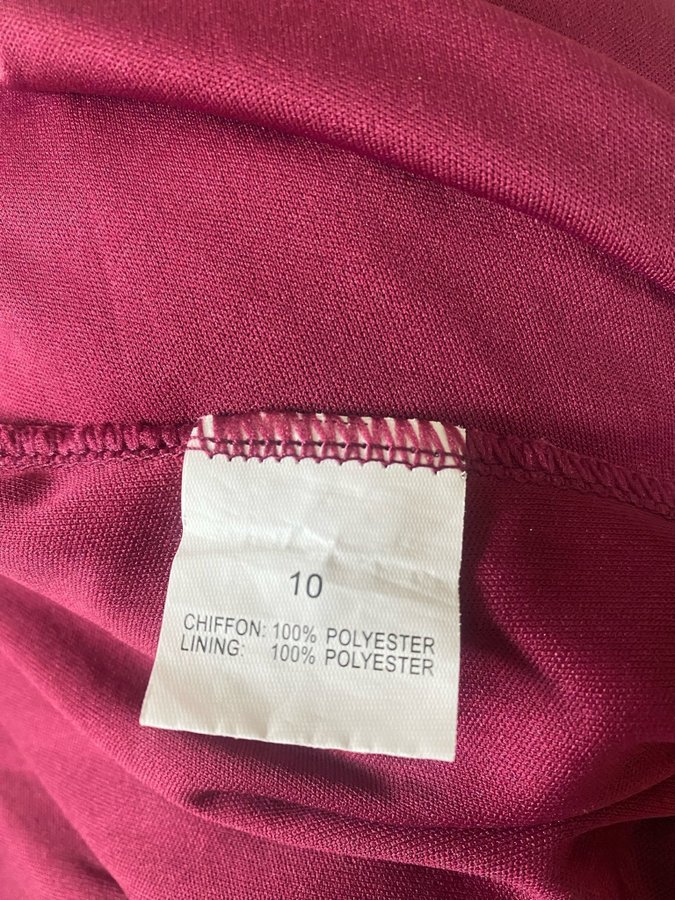 10
CHIFFON: 100% POLYESTER
LINING: 100% POLYESTER